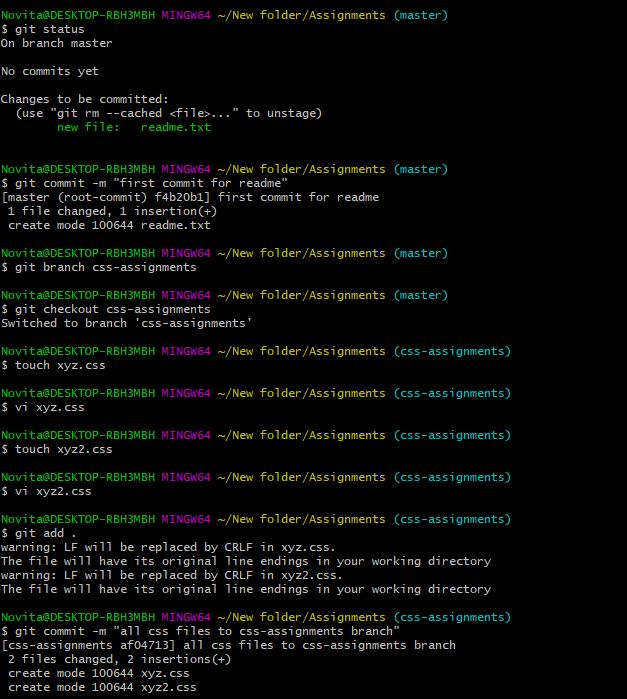 Novita@DESKTOP-RBH3MBH MINGW64 ~/New folder/Assignments (master)
$ git status
On branch master
No commits yet
Changes to be committed:
(use "git rm --cached <file>..." to unstage)
new file: readme.txt
Novita@DESKTOP-RBH3MBH MINGW64 ~/New folder/Assignments (master)
$ git commit -m "first commit for readme"
[master (root-commit) f4b20b1] first commit for readme
1 file changed, 1 insertion(+)
create mode 100644 readme.txt
Novita@DESKTOP-RBH3MBH MINGW64 ~/New folder/Assignments (master)
$ git branch css-assignments
Novita@DESKTOP-RBH3MBH MINGW64 ~/New folder/Assignments (master)
$ git checkout css-assignments
Switched to branch 'css-assignments'
Novita@DESKTOP-RBH3MBH MINGW64 ~/New folder/Assignments (css-assignments)
$ touch xyz.css
Novita@DESKTOP-RBH3MBH MINGW64 ~/New folder/Assignments (css-assignments)
$ vi xyz.css
Novita@DESKTOP-RBH3MBH MINGW64 ~/New folder/Assignments (css-assignments)
$ touch xyz2.css
Novita@DESKTOP-RBH3MBH MINGW64 ~/New folder/Assignments (css-assignments)
$ vi xyz2.css
Novita@DESKTOP-RBH3MBH MINGW64 ~/New folder/Assignments (css-assignments)
$ git add .
warning: LF will be replaced by CRLF in xyz.css.
The file will have its original line endings in your working directory
warning: LF will be replaced by CRLF in xyz2.css.
The file will have its original line endings in your working directory
Novita@DESKTOP-RBH3MBH MINGW64 ~/New folder/Assignments (css-assignments)
$ git commit -m "all css files to css-assignments branch"
[css-assignments af04713] all css files to css-assignments branch
2 files changed, 2 insertions(+)
create mode 100644 xyz.css
create mode 100644 xyz2.css